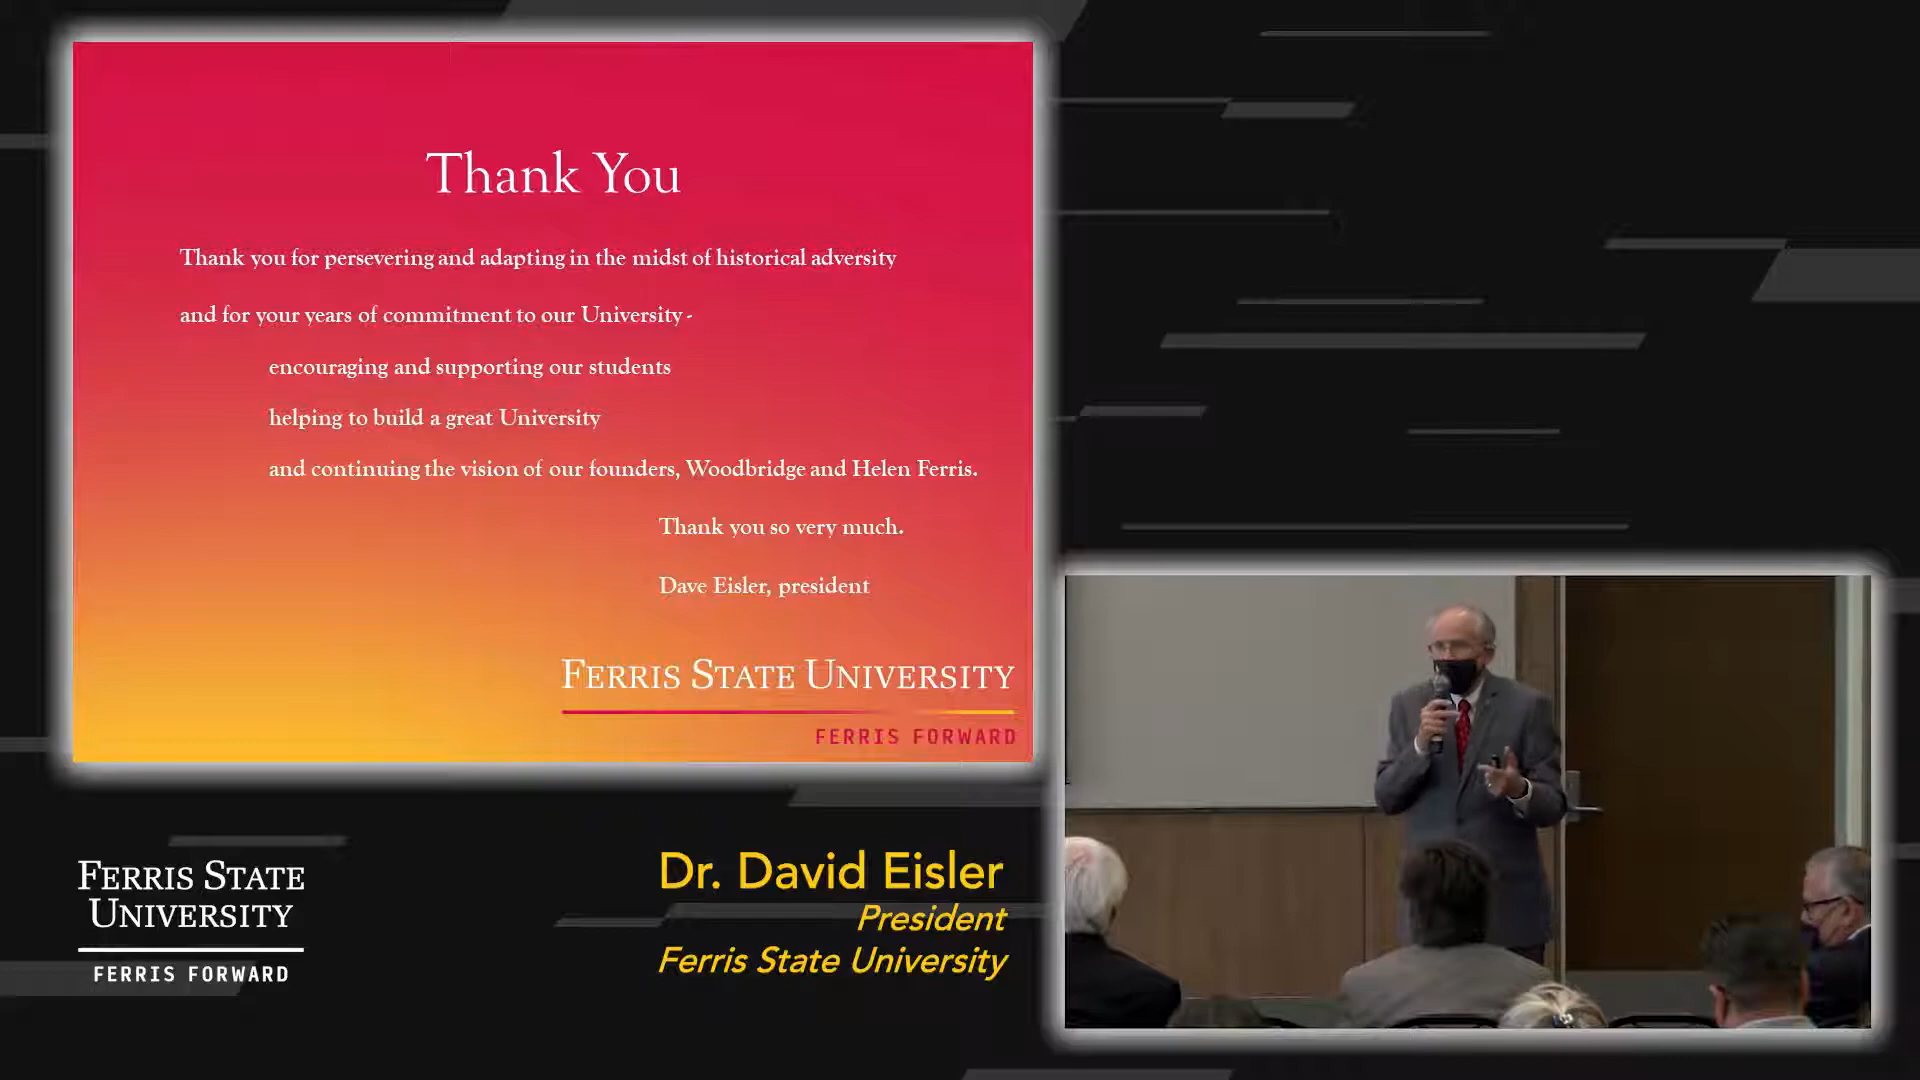 Thank You
Thank you for persevering and adapting in the midst of historical adversity
and for your years of commitment to our University -
encouraging and supporting our students
helping to build a great University
and continuing the vision of our founders, Woodbridge and Helen Ferris.
Thank you so very much.
Dave Eisler, president
FERRIS STATE UNIVERSITY
FERRIS FORWARD
FERRIS STATE
UNIVERSITY
FERRIS FORWARD
Dr. David Eisler
President
Ferris State University